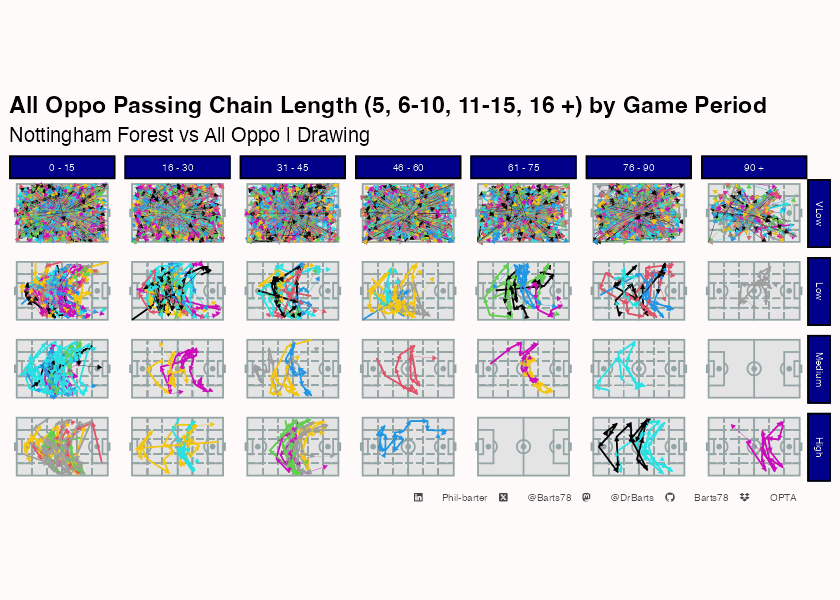 All Oppo Passing Chain Length (5, 6-10, 11-15, 16 +) by Game Period
Nottingham Forest vs All Oppo | Drawing
0 - 15 16 - 30 31 - 45 46 - 60 61 - 75 76 - 90 90 +
VLow
Low
Medium
High
Phil-barter @Barts78 @DrBarts Barts78 OPTA